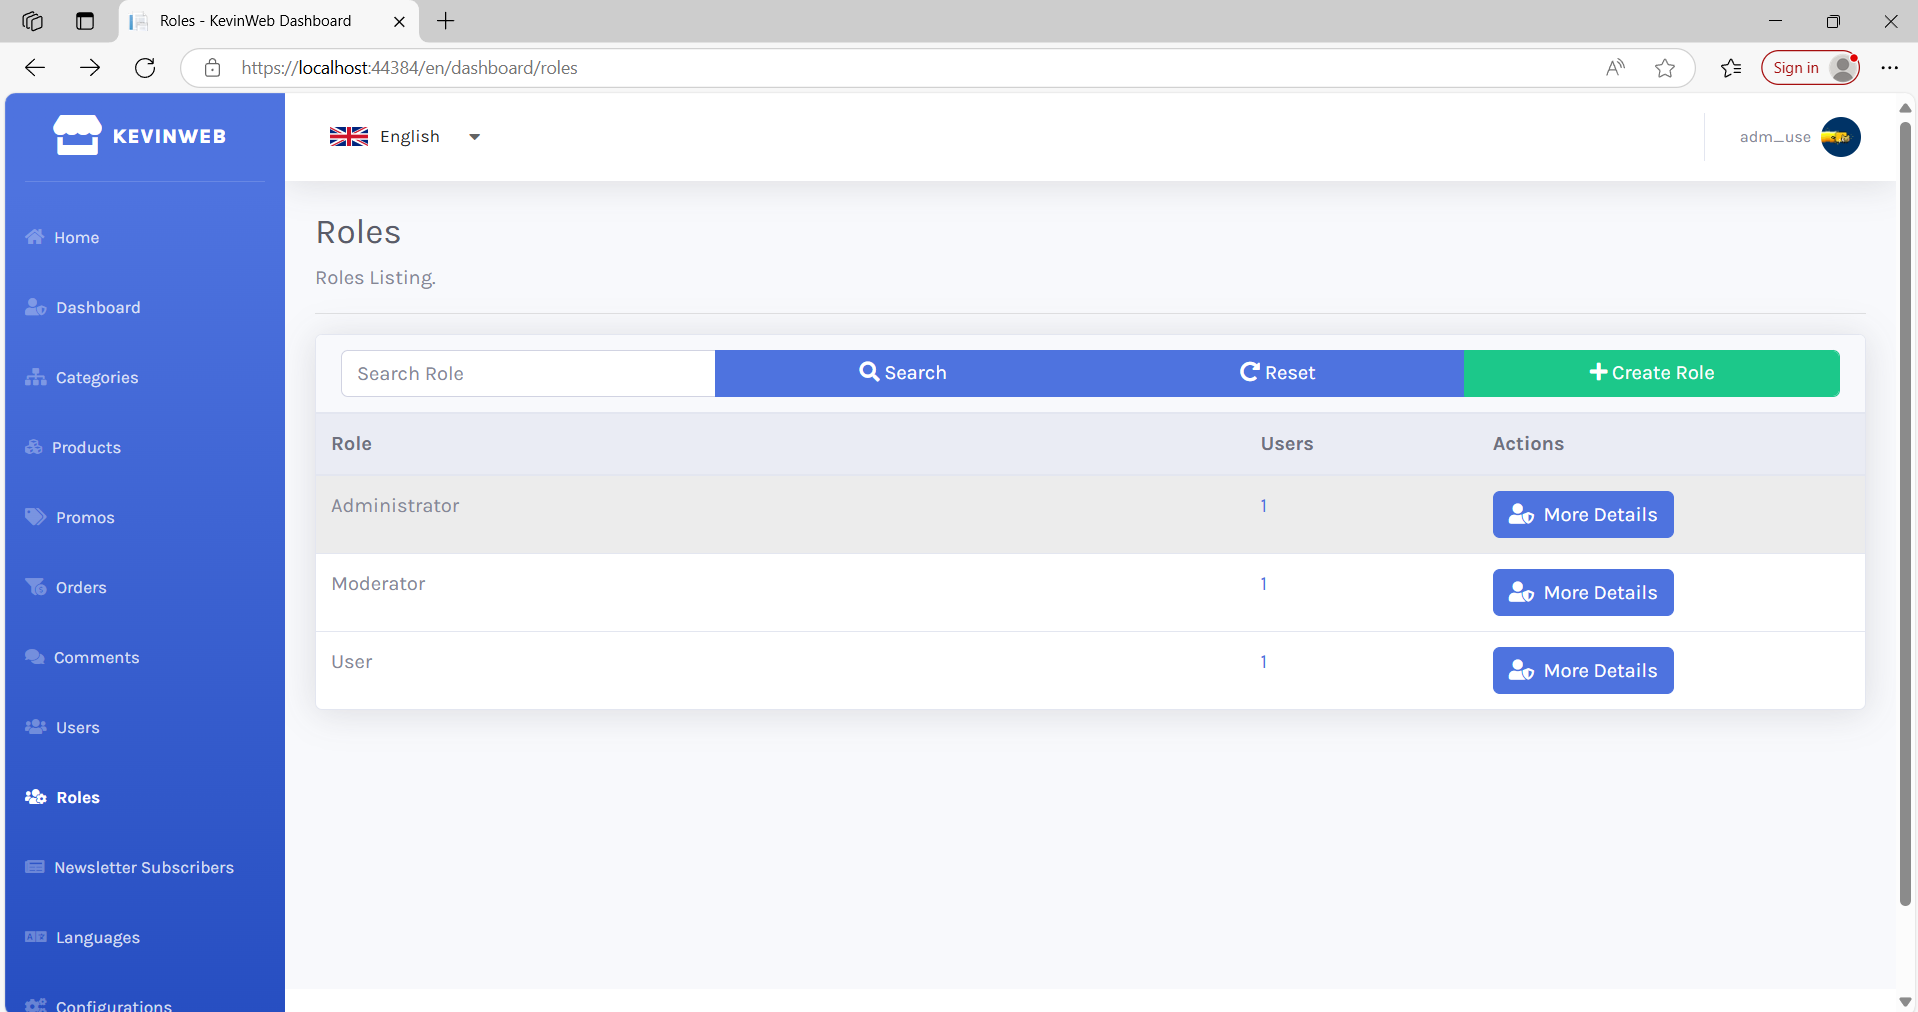 Roles - KevinWeb Dashboard
https://localhost:44384/en/dashboard/roles
Sign in
KEVINWEB
English
adm_use
Home
Dashboard
Categories
Products
Promos
Orders
Comments
Users
Roles
Newsletter Subscribers
Languages
Configurations
Roles
Roles Listing.
Search Role Search Reset Create Role
Role Users Actions
Administrator 1 More Details
Moderator 1 More Details
User 1 More Details